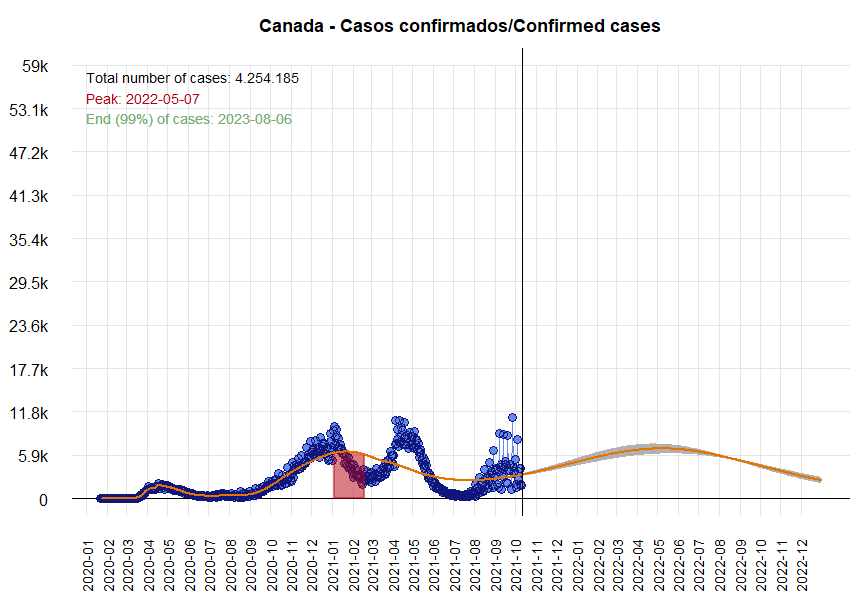 Canada - Casos confirmados/Confirmed cases
59k
Total number of cases: 4.254.185
Peak: 2022-05-07
End (99%) of cases: 2023-08-06
53.1k
47.2k
41.3k
35.4k
29.5k
23.6k
17.7k
11.8k
5.9k
0
2020-01
2020-02
2020-03
2020-04
2020-05
2020-06
2020-07
2020-08
2020-09
2020-10
2020-12
2021-01
2021-02
2021-03
2021-04
2021-05
2021-06
2021-07
2021-08
2021-09
2021-10
2021-11
2021-12
2022-01
2022-02
2022-03
2022-04
2022-05
2022-06
2022-07
2022-08
2022-09
2022-10
2022-11
2022-12